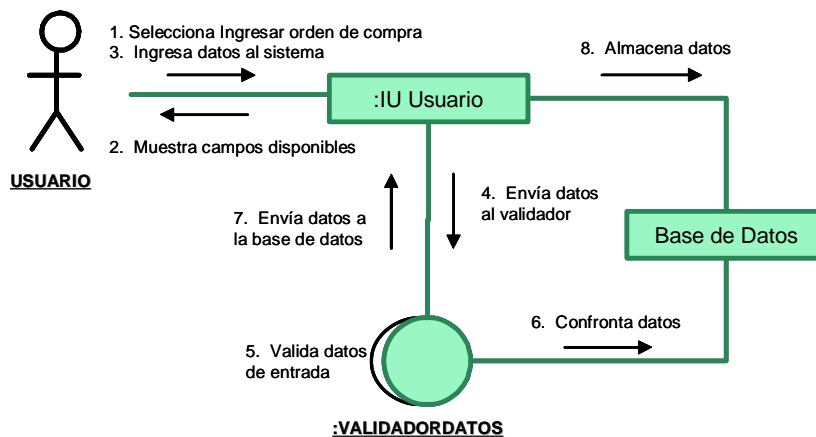 1. Selecciona Ingresar orden de compra
3. Ingresa datos al sistema
8. Almacena datos
:IU Usuario
2. Muestra campos disponibles
USUARIO
4. Envía datos
al validador
7. Envía datos a
la base de datos
Base de Datos
6. Confronta datos
5. Valida datos
de entrada
:VALIDADORDATOS